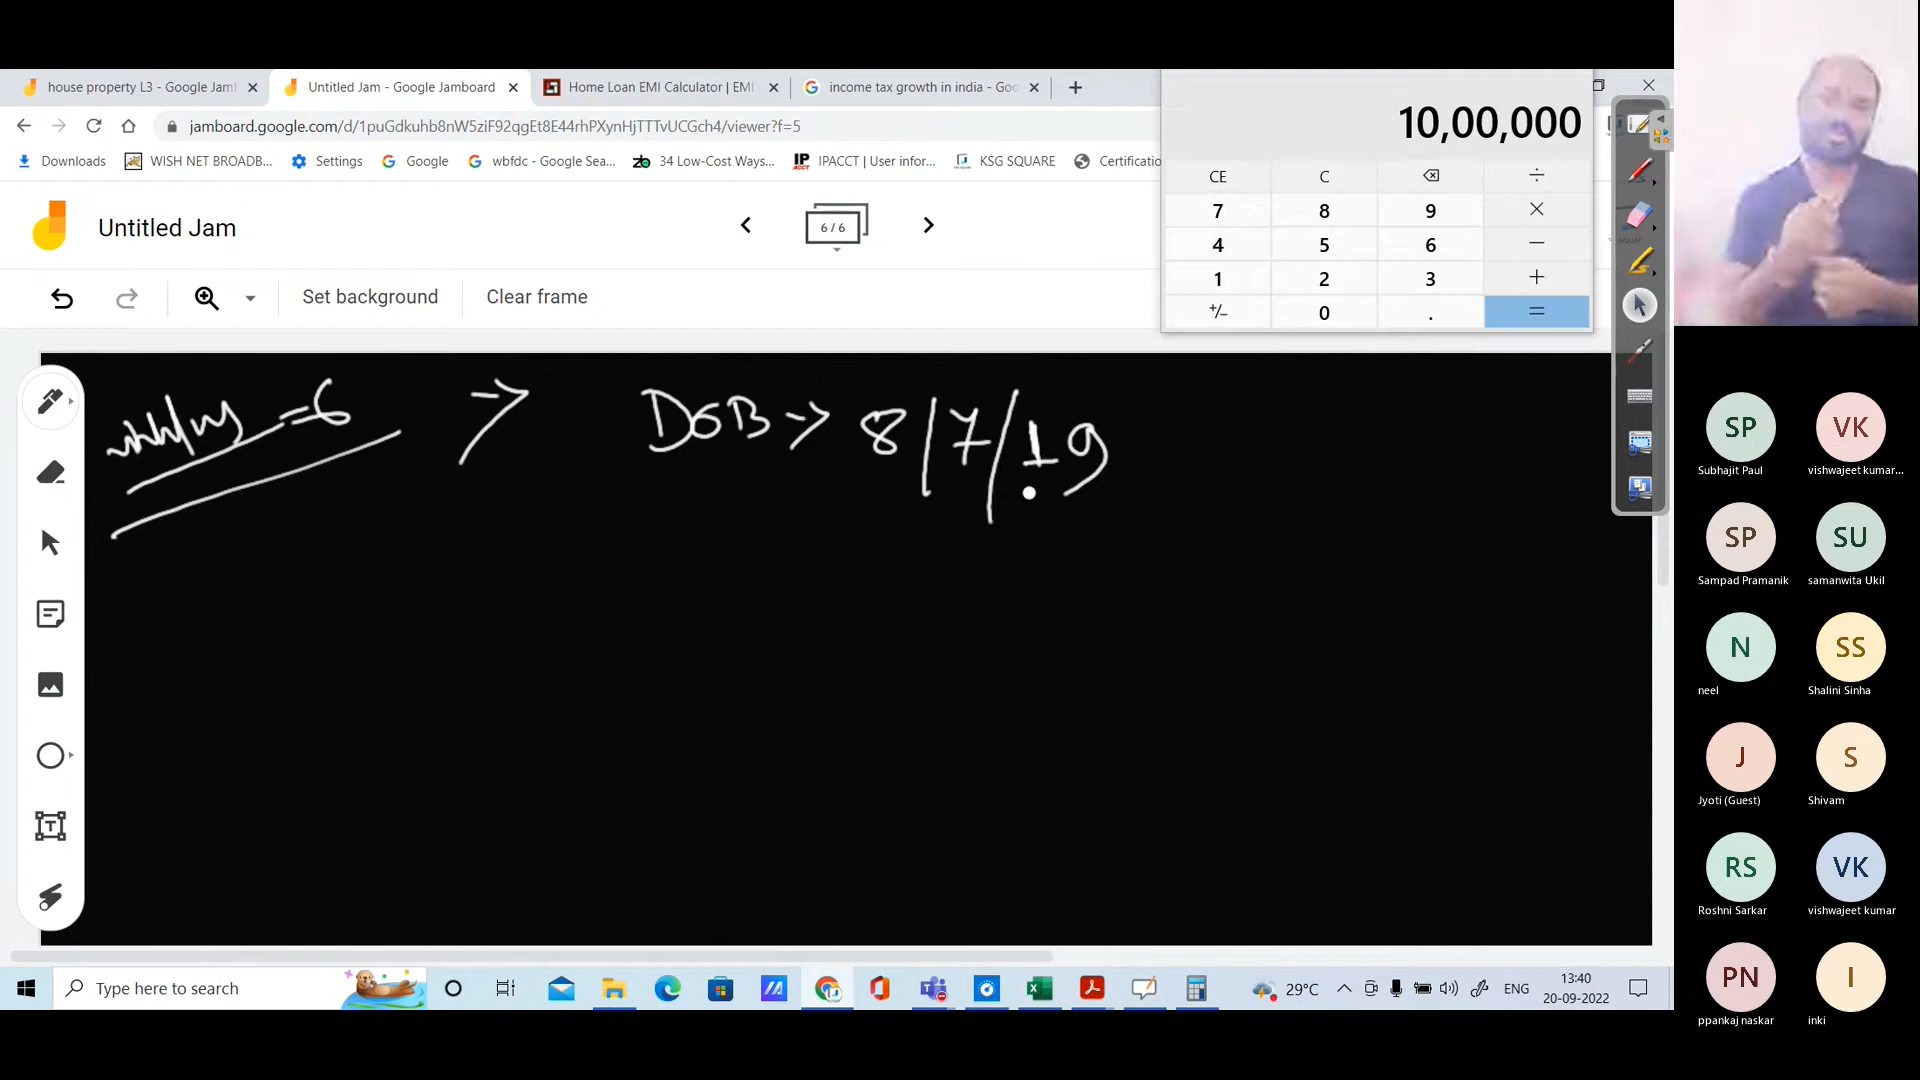 house property L3 - Google Jam
Untitled Jam - Google Jamboard
Home Loan EMI Calculator | EMI
income tax growth in india - Goo
jamboard.google.com/d/1puGdkuhb8nW5ziF92qgEt8E44rhPXynHjTTTvUCGch4/viewer?f=5
Downloads
WISH NET BROADB...
Settings
Google
wbfdc - Google Sea...
34 Low-Cost Ways...
IPACCT | User infor...
KSG SQUARE
Certificatio
10,00,000
CE C ⌫ ÷
7 8 9 ×
4 5 6 −
1 2 3 +
+/− 0 . =
Untitled Jam
6 / 6
Set background
Clear frame
=6 > DOB → 8/7/19
SP VK
Subhajit Paul vishwajeet kumar...
SP SU
Sampad Pramanik samanwita Ukil
N SS
neel Shalini Sinha
J S
Jyoti (Guest) Shivam
RS VK
Roshni Sarkar vishwajeet kumar
PN I
ppankaj naskar inki
Type here to search
29°C
ENG
13:40
20-09-2022